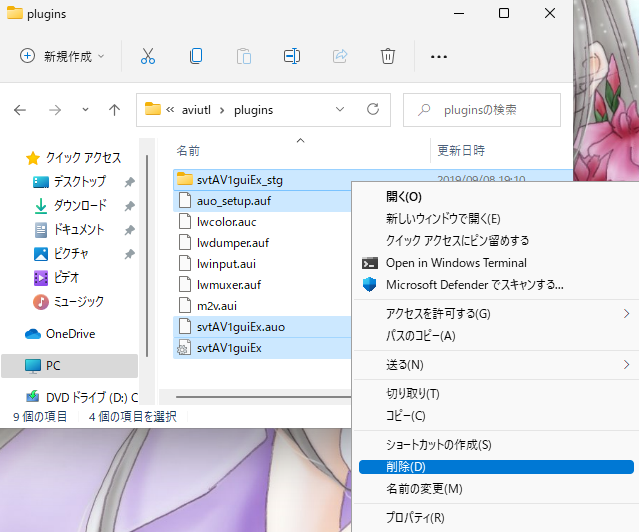 plugins
新規作成
aviutl
plugins
pluginsの検索
クイック アクセス
デスクトップ
ダウンロード
ドキュメント
ピクチャ
ビデオ
ミュージック
OneDrive
PC
DVD ドライブ (D:) C
名前
更新日時
svtAV1guiEx_stg
2019/09/08 19:10
auo_setup.auf
lwcolor.auc
lwdumper.auf
lwinput.aui
lwmuxer.auf
m2v.aui
svtAV1guiEx.auo
svtAV1guiEx
9 個の項目
4 個の項目を選択
開く(O)
新しいウィンドウで開く(E)
クイック アクセスにピン留めする
Open in Windows Terminal
Microsoft Defender でスキャンする...
アクセスを許可する(G)
パスのコピー(A)
送る(N)
切り取り(T)
コピー(C)
ショートカットの作成(S)
削除(D)
名前の変更(M)
プロパティ(R)